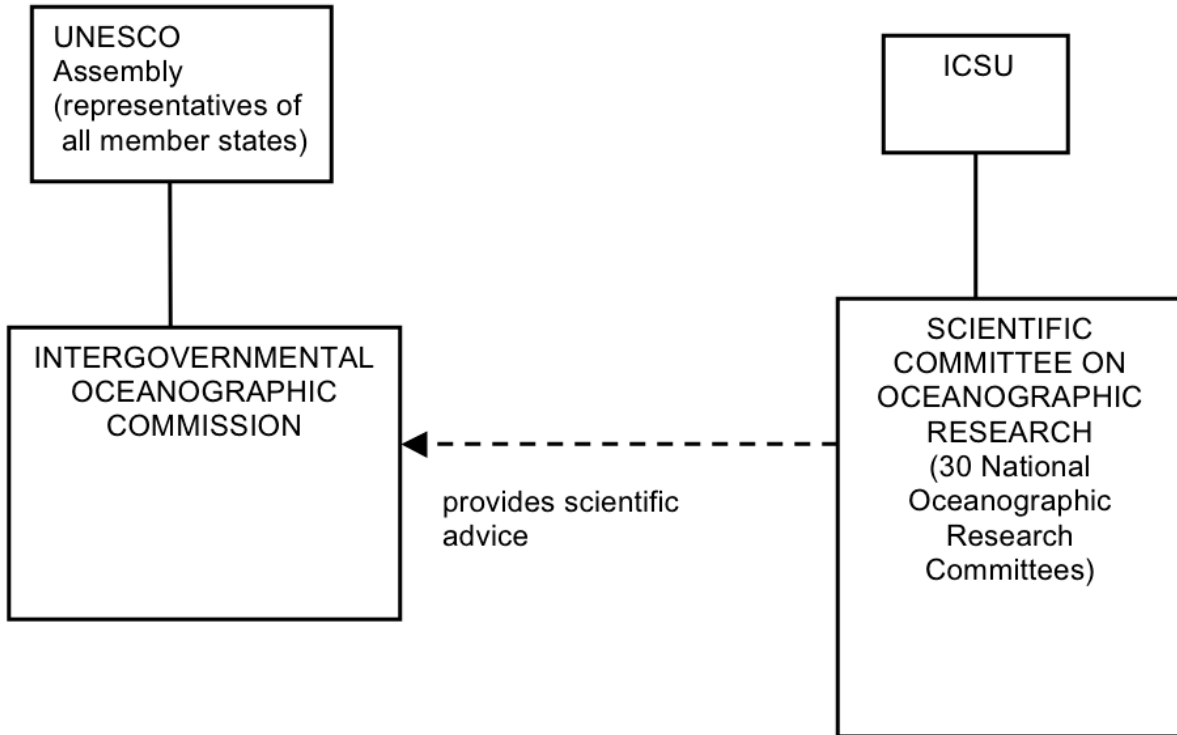 UNESCO
Assembly
(representatives of
all member states)
ICSU
INTERGOVERNMENTAL
OCEANOGRAPHIC
COMMISSION
provides scientific
advice
SCIENTIFIC
COMMITTEE ON
OCEANOGRAPHIC
RESEARCH
(30 National
Oceanographic
Research
Committees)